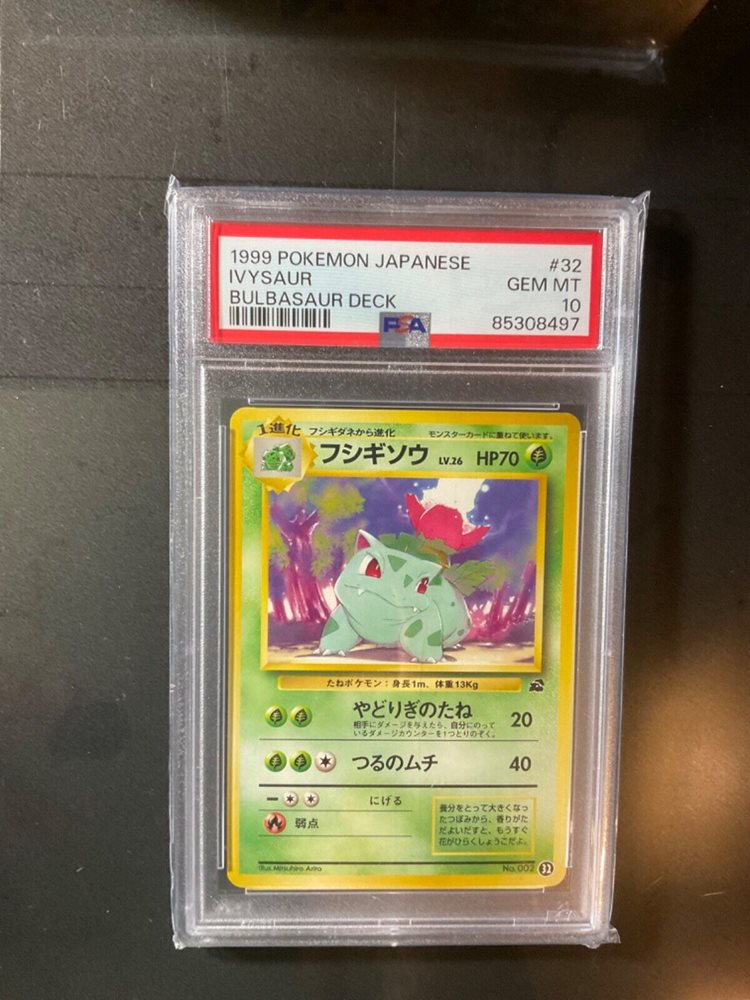 1999 POKEMON JAPANESE #32
IVYSAUR GEM MT
BULBASAUR DECK 10
PSA 85308497
1進化 フシギダネから進化 モンスターカードに重ねて使います。
フシギソウ LV.26 HP70
たねポケモン：身長1m、体重13Kg
やどりぎのたね 20
相手にダメージを与えたら、自分にのって
いるダメージカウンターを1つとりのぞく。
つるのムチ 40
にげる
弱点
養分をとって大きくなっ
たつぼみから、香りがた
だよいだすと、もうすぐ
花がひらくしょうこだよ。
Illus. Mitsuhiro Arita No. 002 32